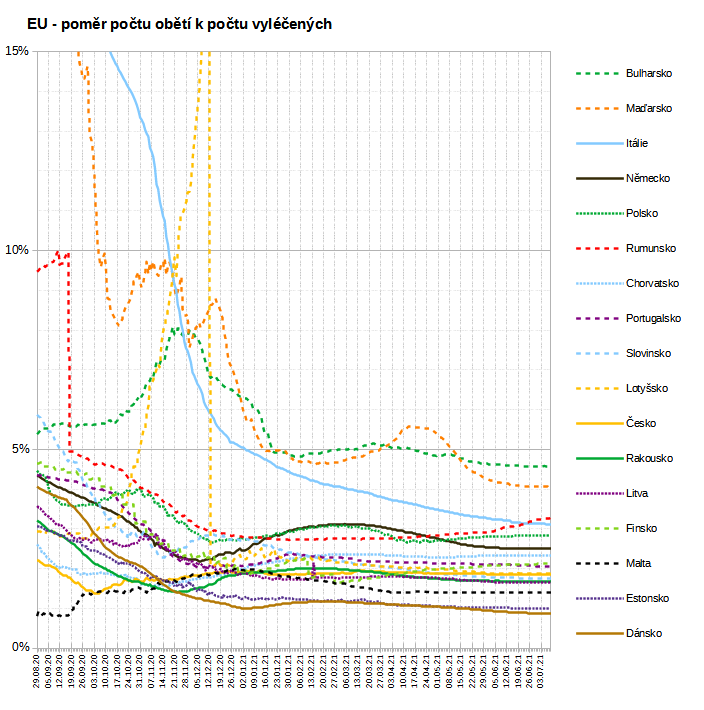 EU - poměr počtu obětí k počtu vyléčených
15%
10%
5%
0%
Bulharsko
Maďarsko
Itálie
Německo
Polsko
Rumunsko
Chorvatsko
Portugalsko
Slovinsko
Lotyšsko
Česko
Rakousko
Litva
Finsko
Malta
Estonsko
Dánsko
29.08.20
05.09.20
12.09.20
19.09.20
26.09.20
03.10.20
10.10.20
17.10.20
24.10.20
31.10.20
07.11.20
14.11.20
21.11.20
28.11.20
05.12.20
12.12.20
19.12.20
26.12.20
02.01.21
09.01.21
16.01.21
23.01.21
30.01.21
06.02.21
13.02.21
20.02.21
27.02.21
06.03.21
13.03.21
20.03.21
27.03.21
03.04.21
10.04.21
17.04.21
24.04.21
01.05.21
08.05.21
15.05.21
22.05.21
29.05.21
05.06.21
12.06.21
19.06.21
26.06.21
03.07.21